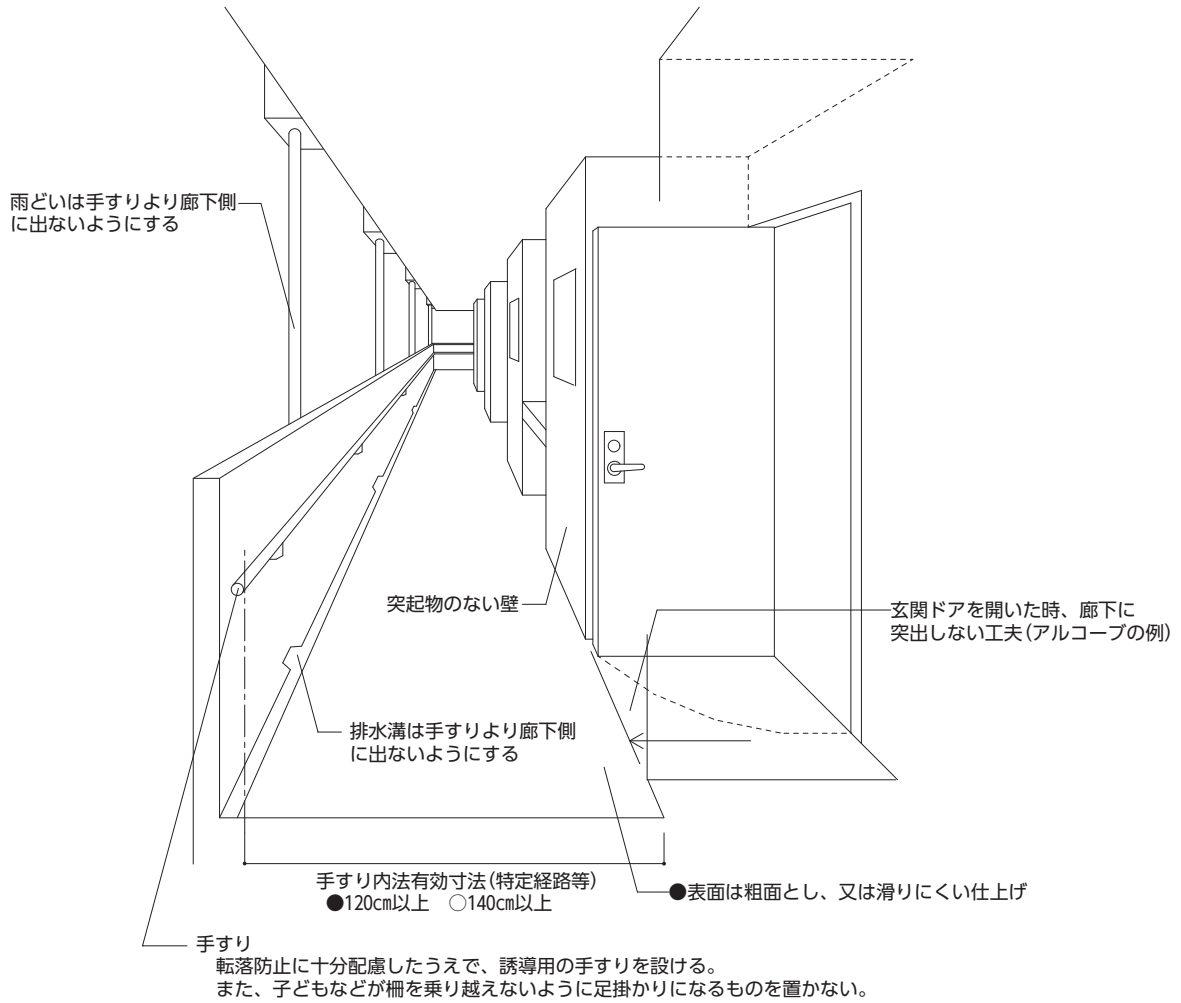 雨どいは手すりより廊下側
に出ないようにする
突起物のない壁
玄関ドアを開いた時、廊下に
突出しない工夫(アルコーブの例)
排水溝は手すりより廊下側
に出ないようにする
手すり内法有効寸法(特定経路等)
●120㎝以上　○140㎝以上
●表面は粗面とし、又は滑りにくい仕上げ
手すり
転落防止に十分配慮したうえで、誘導用の手すりを設ける。
また、子どもなどが柵を乗り越えないように足掛かりになるものを置かない。